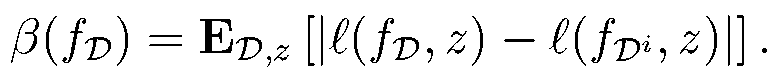 β(f_𝒟) = 𝐄_{𝒟,z} [|ℓ(f_𝒟, z) − ℓ(f_{𝒟^i}, z)|] .